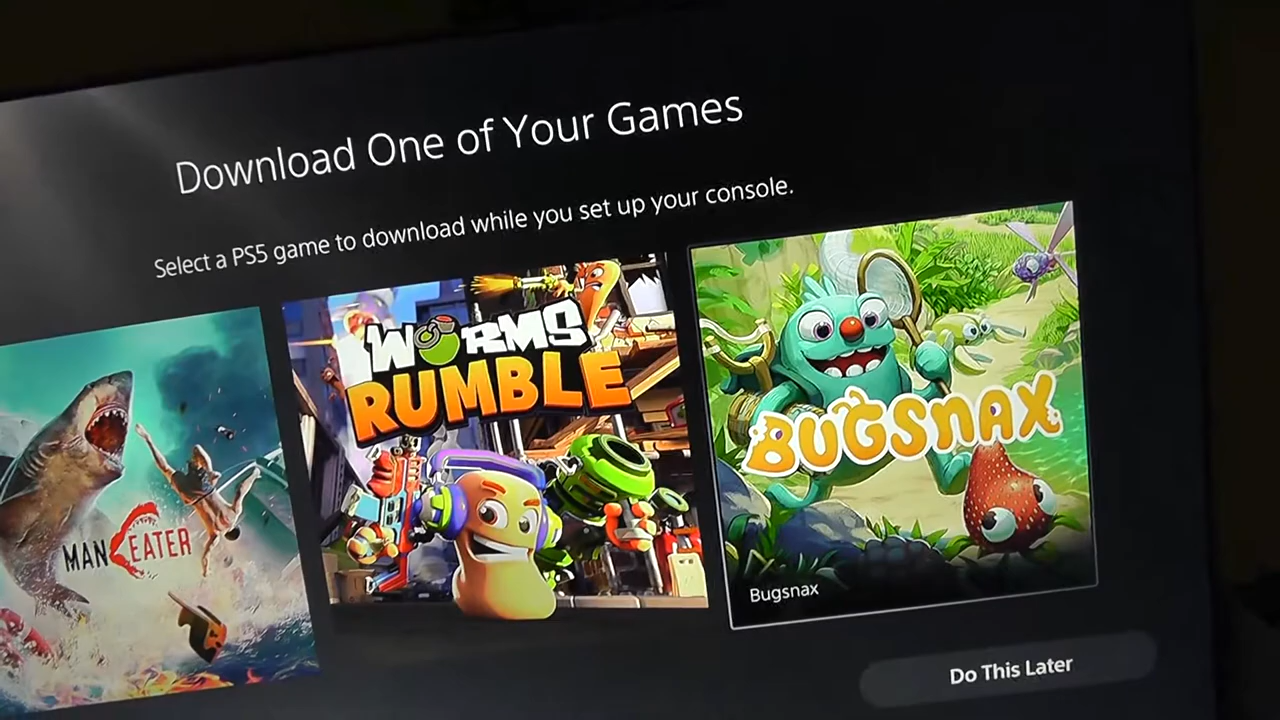 Download One of Your Games
Select a PS5 game to download while you set up your console.
MANEATER
WORMS
RUMBLE
BUGSNAX
Bugsnax
Do This Later